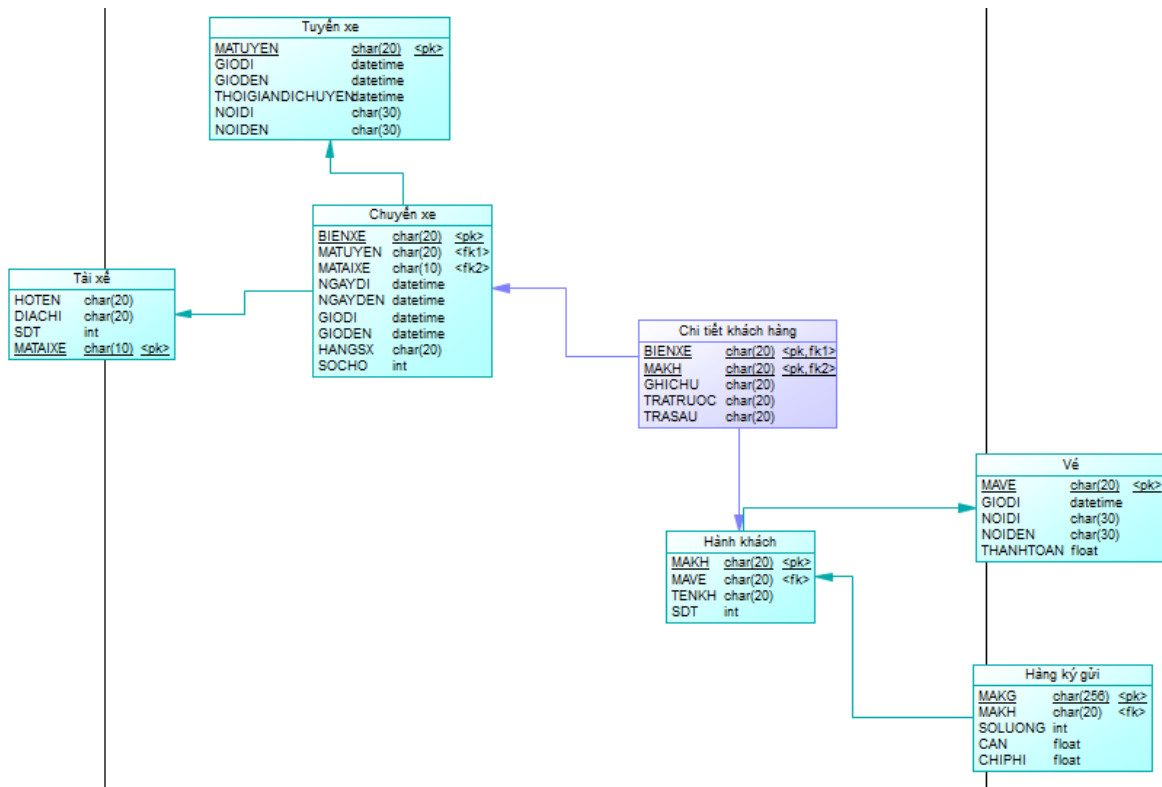 Tuyến xe
MATUYEN char(20) <pk>
GIODI datetime
GIODEN datetime
THOIGIANDICHUYEN datetime
NOIDI char(30)
NOIDEN char(30)
Chuyến xe
BIENXE char(20) <pk>
MATUYEN char(20) <fk1>
MATAIXE char(10) <fk2>
NGAYDI datetime
NGAYDEN datetime
GIODI datetime
GIODEN datetime
HANGSX char(20)
SOCHO int
Tài xế
HOTEN char(20)
DIACHI char(20)
SDT int
MATAIXE char(10) <pk>
Chi tiết khách hàng
BIENXE char(20) <pk,fk1>
MAKH char(20) <pk,fk2>
GHICHU char(20)
TRATRUOC char(20)
TRASAU char(20)
Vé
MAVE char(20) <pk>
GIODI datetime
NOIDI char(30)
NOIDEN char(30)
THANHTOAN float
Hành khách
MAKH char(20) <pk>
MAVE char(20) <fk>
TENKH char(20)
SDT int
Hàng ký gửi
MAKG char(256) <pk>
MAKH char(20) <fk>
SOLUONG int
CAN float
CHIPHI float